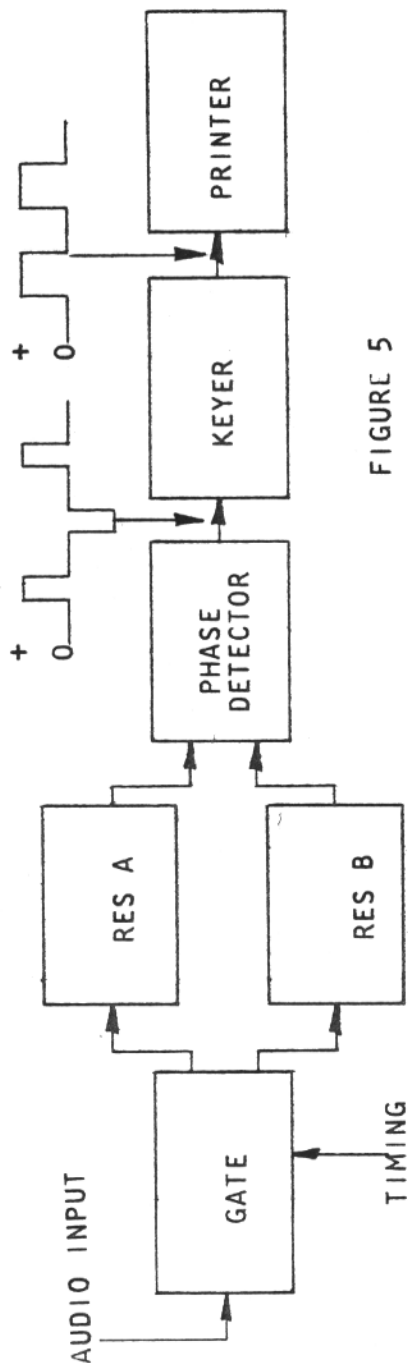 AUDIO INPUT
GATE
TIMING
RES A
RES B
PHASE
DETECTOR
+
0
KEYER
+
0
PRINTER
FIGURE 5